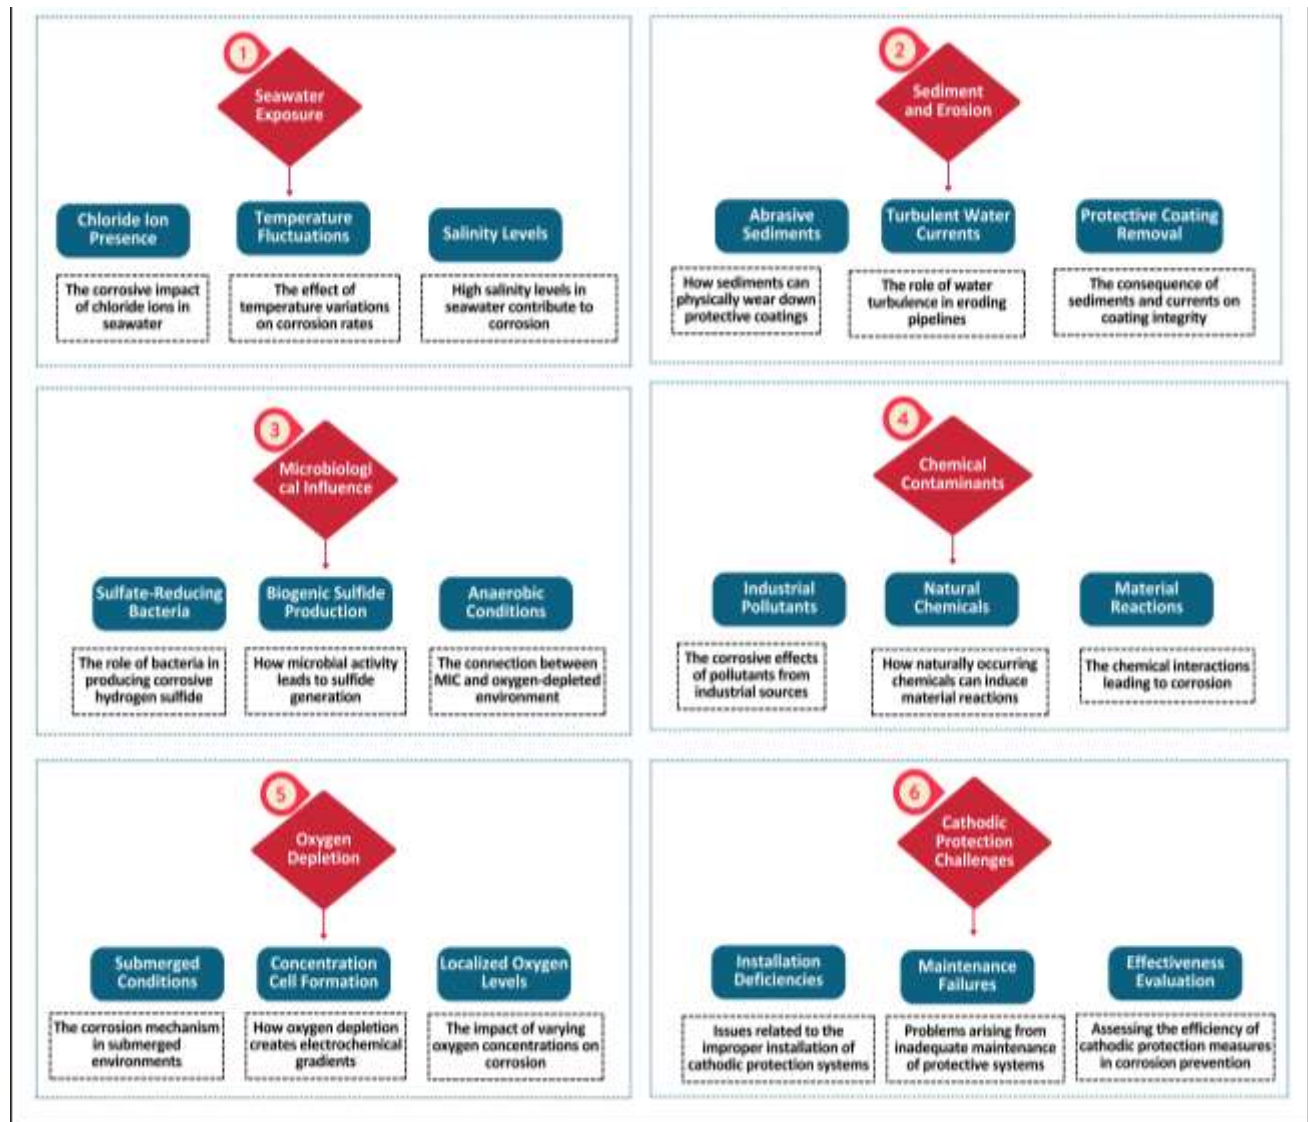 1
Seawater
Exposure
Chloride Ion
Presence
Temperature
Fluctuations
Salinity Levels
The corrosive impact
of chloride ions in
seawater
The effect of
temperature variations
on corrosion rates
High salinity levels in
seawater contribute to
corrosion
2
Sediment
and Erosion
Abrasive
Sediments
Turbulent Water
Currents
Protective Coating
Removal
How sediments can
physically wear down
protective coatings
The role of water
turbulence in eroding
pipelines
The consequence of
sediments and currents on
coating integrity
3
Microbiologi
cal Influence
Sulfate-Reducing
Bacteria
Biogenic Sulfide
Production
Anaerobic
Conditions
The role of bacteria in
producing corrosive
hydrogen sulfide
How microbial activity
leads to sulfide
generation
The connection between
MIC and oxygen-depleted
environment
4
Chemical
Contaminants
Industrial
Pollutants
Natural
Chemicals
Material
Reactions
The corrosive effects
of pollutants from
industrial sources
How naturally occurring
chemicals can induce
material reactions
The chemical interactions
leading to corrosion
5
Oxygen
Depletion
Submerged
Conditions
Concentration
Cell Formation
Localized Oxygen
Levels
The corrosion mechanism
in submerged
environments
How oxygen depletion
creates electrochemical
gradients
The impact of varying
oxygen concentrations on
corrosion
6
Cathodic
Protection
Challenges
Installation
Deficiencies
Maintenance
Failures
Effectiveness
Evaluation
Issues related to the
improper installation of
cathodic protection systems
Problems arising from
inadequate maintenance
of protective systems
Assessing the efficiency of
cathodic protection measures
in corrosion prevention